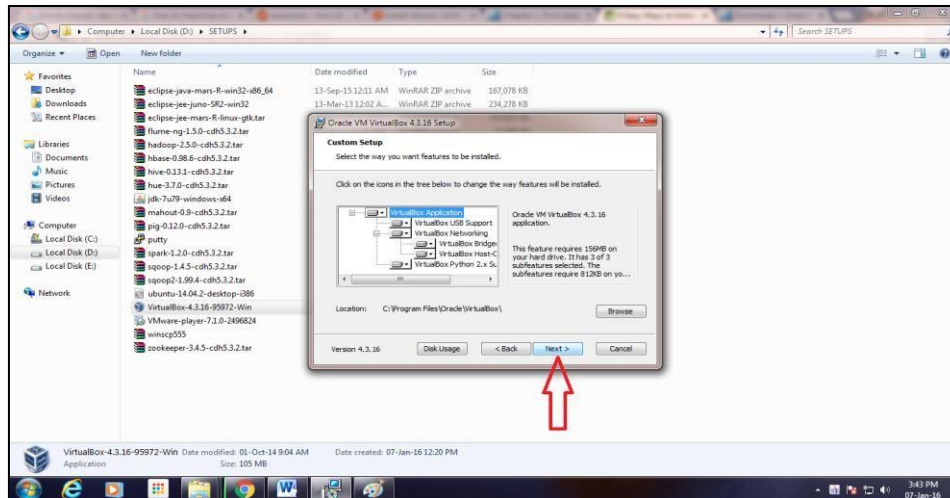 Computer ▸ Local Disk (D:) ▸ SETUPS ▸
Search SETUPS
Organize ▾ Open New folder
Name Date modified Type Size
Favorites
Desktop
Downloads
Recent Places
Libraries
Documents
Music
Pictures
Videos
Computer
Local Disk (C:)
Local Disk (D:)
Local Disk (E:)
Network
eclipse-java-mars-R-win32-x86_64 13-Sep-15 12:11 AM WinRAR ZIP archive 167,078 KB
eclipse-jee-juno-SR2-win32 13-Mar-13 12:02 A... WinRAR ZIP archive 234,278 KB
eclipse-jee-mars-R-linux-gtk.tar
flume-ng-1.5.0-cdh5.3.2.tar
hadoop-2.5.0-cdh5.3.2.tar
hbase-0.98.6-cdh5.3.2.tar
hive-0.13.1-cdh5.3.2.tar
hue-3.7.0-cdh5.3.2.tar
jdk-7u79-windows-x64
mahout-0.9-cdh5.3.2.tar
pig-0.12.0-cdh5.3.2.tar
putty
spark-1.2.0-cdh5.3.2.tar
sqoop-1.4.5-cdh5.3.2.tar
sqoop2-1.99.4-cdh5.3.2.tar
ubuntu-14.04.2-desktop-i386
VirtualBox-4.3.16-95972-Win
VMware-player-7.1.0-2496824
winscp555
zookeeper-3.4.5-cdh5.3.2.tar
Oracle VM VirtualBox 4.3.16 Setup
Custom Setup
Select the way you want features to be installed.
Click on the icons in the tree below to change the way features will be installed.
VirtualBox Application
VirtualBox USB Support
VirtualBox Networking
VirtualBox Bridge
VirtualBox Host-C
VirtualBox Python 2.x Su
Oracle VM VirtualBox 4.3.16
application.
This feature requires 156MB on
your hard drive. It has 3 of 3
subfeatures selected. The
subfeatures require 812KB on yo...
Location: C:\Program Files\Oracle\VirtualBox\
Browse
Version 4.3.16 Disk Usage < Back Next > Cancel
VirtualBox-4.3.16-95972-Win Date modified: 01-Oct-14 9:04 AM Date created: 07-Jan-16 12:20 PM
Application Size: 105 MB
3:43 PM
07-Jan-16